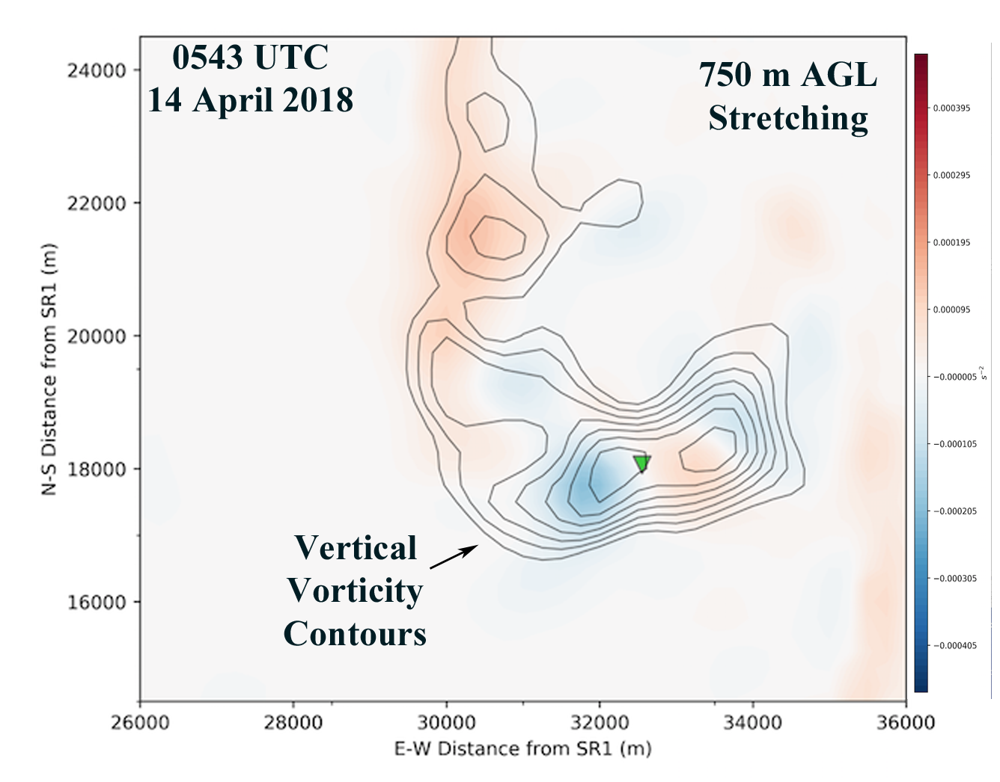 0543 UTC
14 April 2018
750 m AGL
Stretching
24000
22000
20000
18000
16000
N-S Distance from SR1 (m)
Vertical
Vorticity
Contours
26000 28000 30000 32000 34000 36000
E-W Distance from SR1 (m)
0.000395
0.000295
0.000195
0.000095
−0.000005
−0.000105
−0.000205
−0.000305
−0.000405
s⁻²